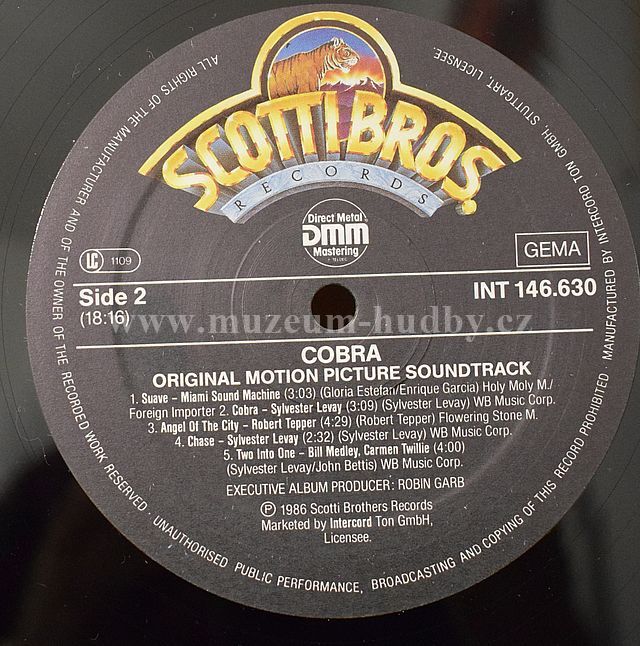 SCOTTI BROS.
RECORDS
Direct Metal
DMM
Mastering
LC 1109
GEMA
Side 2
INT 146.630
(18:16)
www.muzeum-hudby.cz
COBRA
ORIGINAL MOTION PICTURE SOUNDTRACK
1. Suave – Miami Sound Machine (3:03) (Gloria Estefan/Enrique Garcia) Holy Moly M./
Foreign Importer 2. Cobra – Sylvester Levay (3:09) (Sylvester Levay) WB Music Corp.
3. Angel Of The City – Robert Tepper (4:29) (Robert Tepper) Flowering Stone M.
4. Chase – Sylvester Levay (2:32) (Sylvester Levay) WB Music Corp.
5. Two Into One – Bill Medley, Carmen Twillie (4:00)
(Sylvester Levay/John Bettis) WB Music Corp.
EXECUTIVE ALBUM PRODUCER: ROBIN GARB
℗ 1986 Scotti Brothers Records
Marketed by Intercord Ton GmbH,
Licensee.
ALL RIGHTS OF THE MANUFACTURER AND OF THE OWNER OF THE RECORDED WORK RESERVED. UNAUTHORISED PUBLIC PERFORMANCE, BROADCASTING AND COPYING OF THIS RECORD PROHIBITED. MANUFACTURED BY INTERCORD TON GMBH, STUTTGART, LICENSEE.